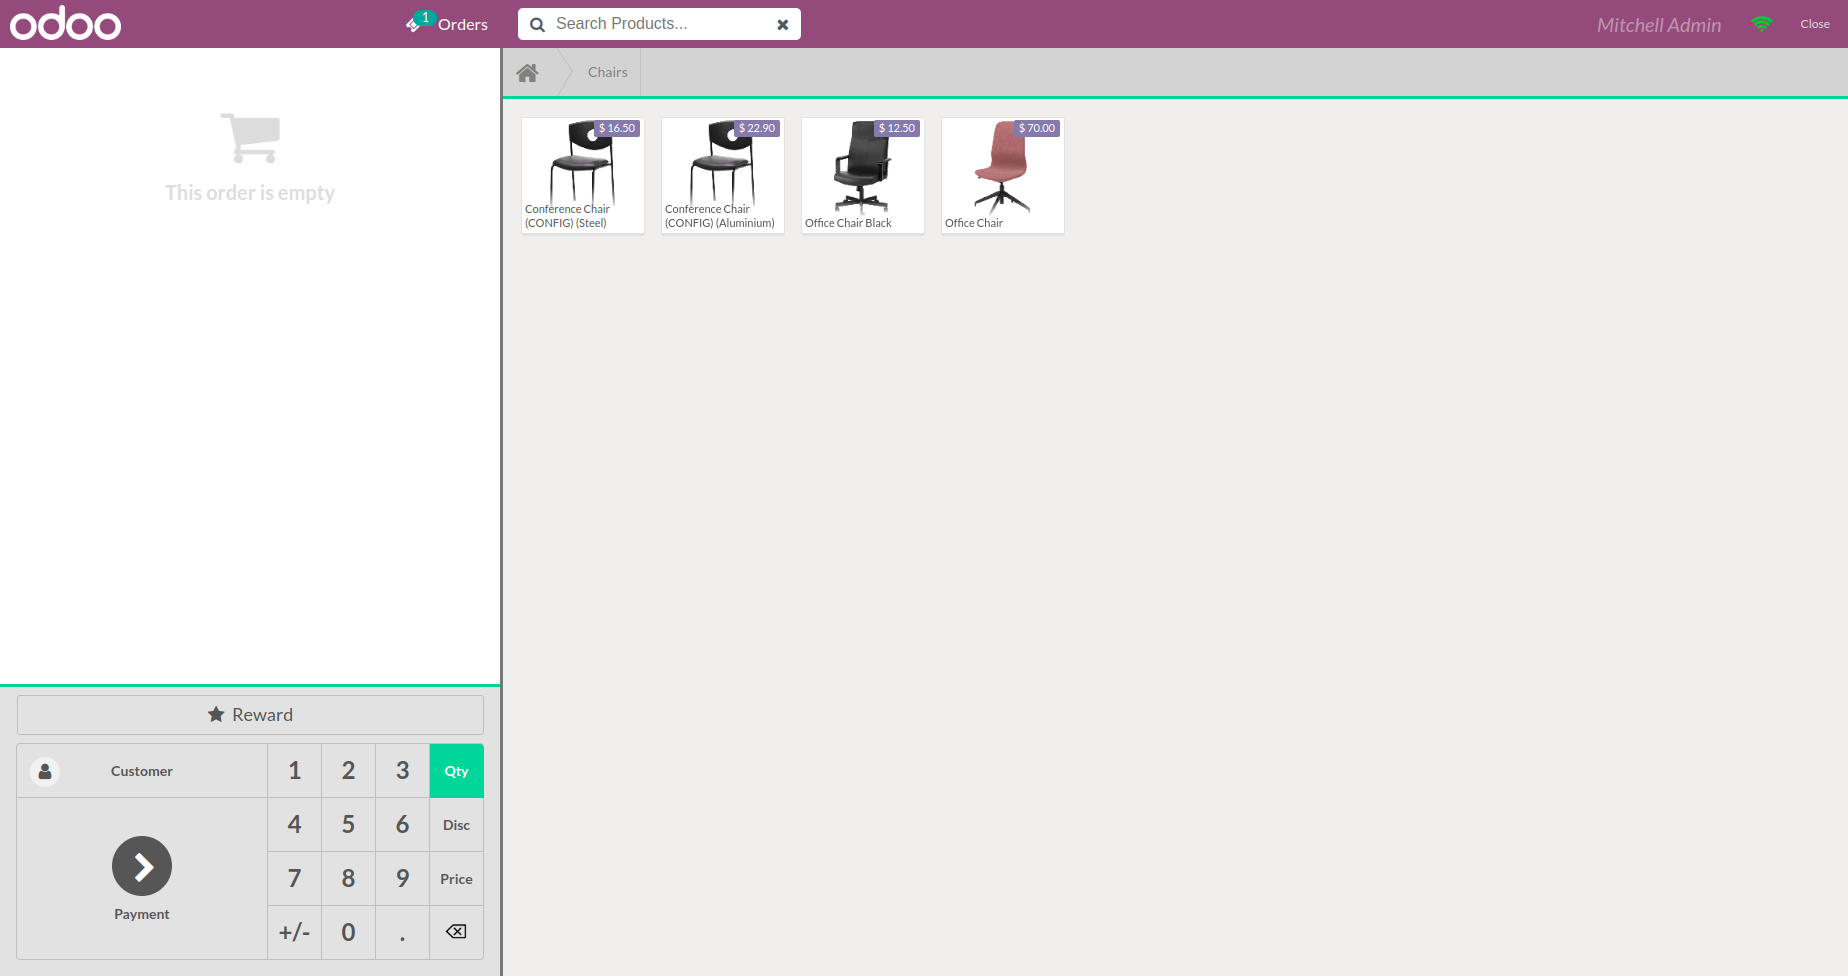 odoo
1
Orders
Search Products...
Mitchell Admin
Close
This order is empty
Chairs
$ 16.50
Conference Chair
(CONFIG) (Steel)
$ 22.90
Conference Chair
(CONFIG) (Aluminium)
$ 12.50
Office Chair Black
$ 70.00
Office Chair
Reward
Customer
1 2 3 Qty
4 5 6 Disc
7 8 9 Price
+/- 0 .
Payment